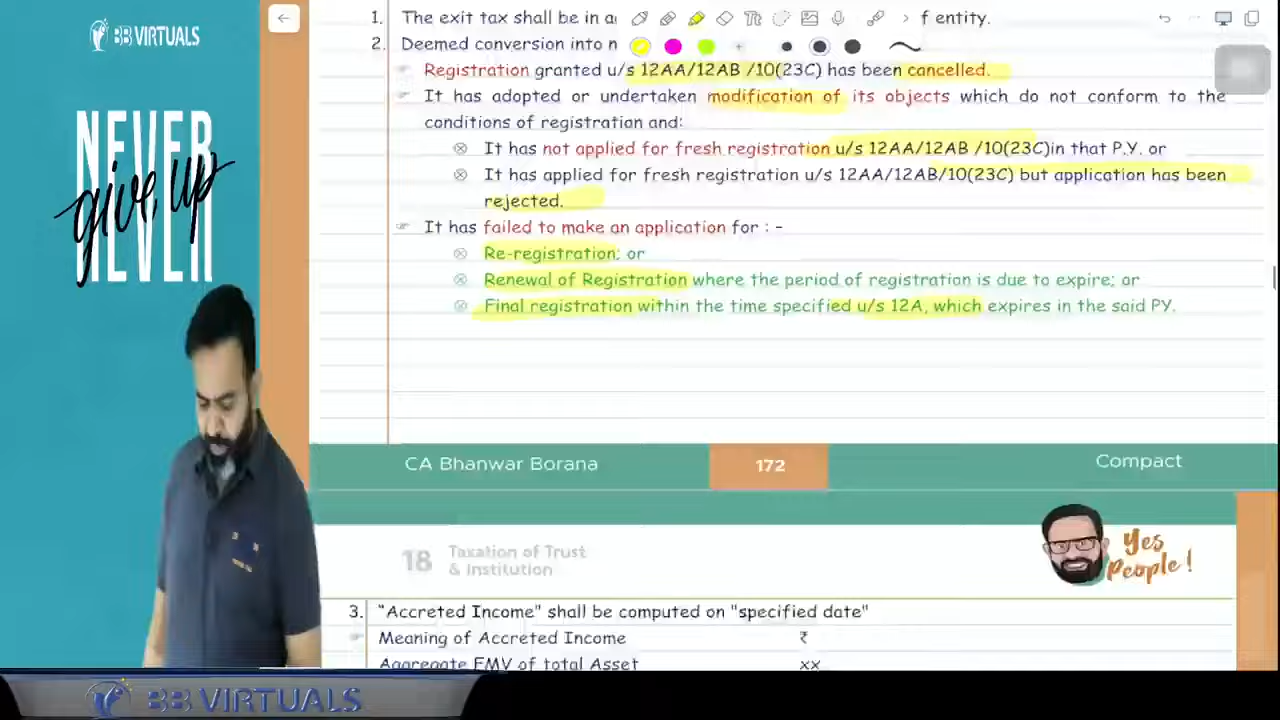 BB VIRTUALS
NEVER
give up
NEVER
1. The exit tax shall be in f entity.
2. Deemed conversion into n
Registration granted u/s 12AA/12AB /10(23C) has been cancelled.
It has adopted or undertaken modification of its objects which do not conform to the
conditions of registration and:
It has not applied for fresh registration u/s 12AA/12AB /10(23C)in that P.Y. or
It has applied for fresh registration u/s 12AA/12AB/10(23C) but application has been
rejected.
It has failed to make an application for : -
Re-registration; or
Renewal of Registration where the period of registration is due to expire; or
Final registration within the time specified u/s 12A, which expires in the said PY.
CA Bhanwar Borana 172 Compact
18 Taxation of Trust
& Institution
Yes
People!
3. "Accreted Income" shall be computed on "specified date"
Meaning of Accreted Income ₹
Aggregate FMV of total Asset xx
BB VIRTUALS